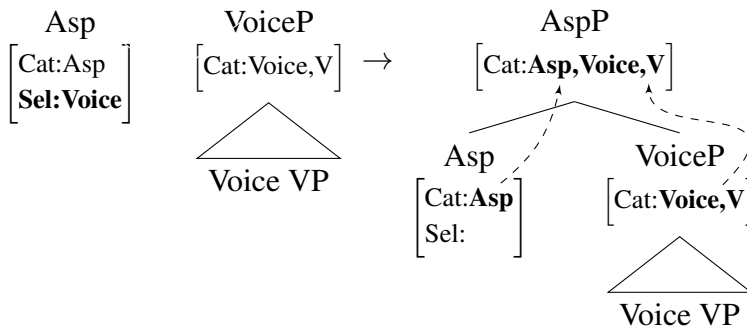 Asp VoiceP AspP
[Cat:Asp [Cat:Voice,V] → [Cat:Asp,Voice,V]
Sel:Voice]
Voice VP
Asp VoiceP
[Cat:Asp [Cat:Voice,V]
Sel: ]
Voice VP